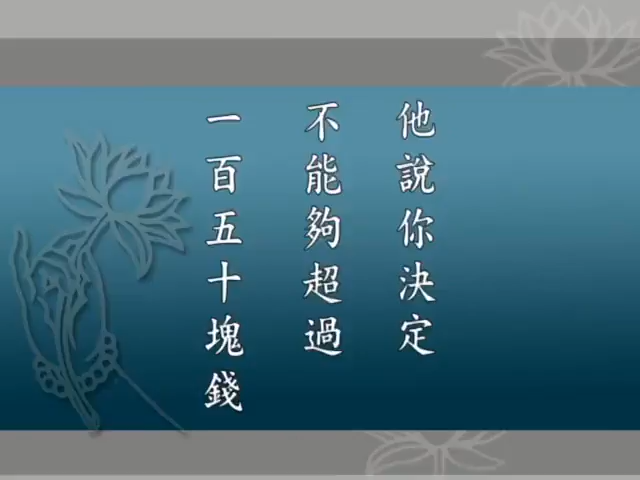 他說你決定
不能夠超過
一百五十塊錢